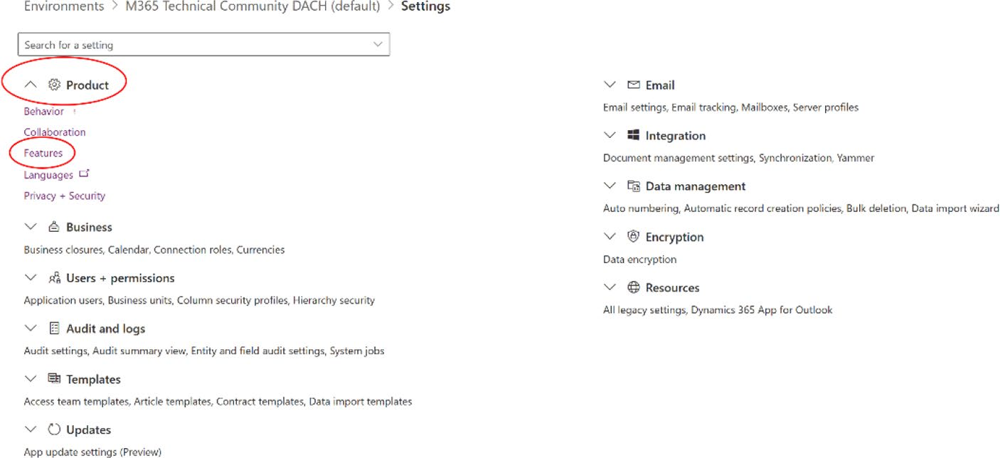 Environments > M365 Technical Community DACH (default) > Settings
Search for a setting
Product
Behavior
Collaboration
Features
Languages
Privacy + Security
Business
Business closures, Calendar, Connection roles, Currencies
Users + permissions
Application users, Business units, Column security profiles, Hierarchy security
Audit and logs
Audit settings, Audit summary view, Entity and field audit settings, System jobs
Templates
Access team templates, Article templates, Contract templates, Data import templates
Updates
App update settings (Preview)
Email
Email settings, Email tracking, Mailboxes, Server profiles
Integration
Document management settings, Synchronization, Yammer
Data management
Auto numbering, Automatic record creation policies, Bulk deletion, Data import wizard
Encryption
Data encryption
Resources
All legacy settings, Dynamics 365 App for Outlook